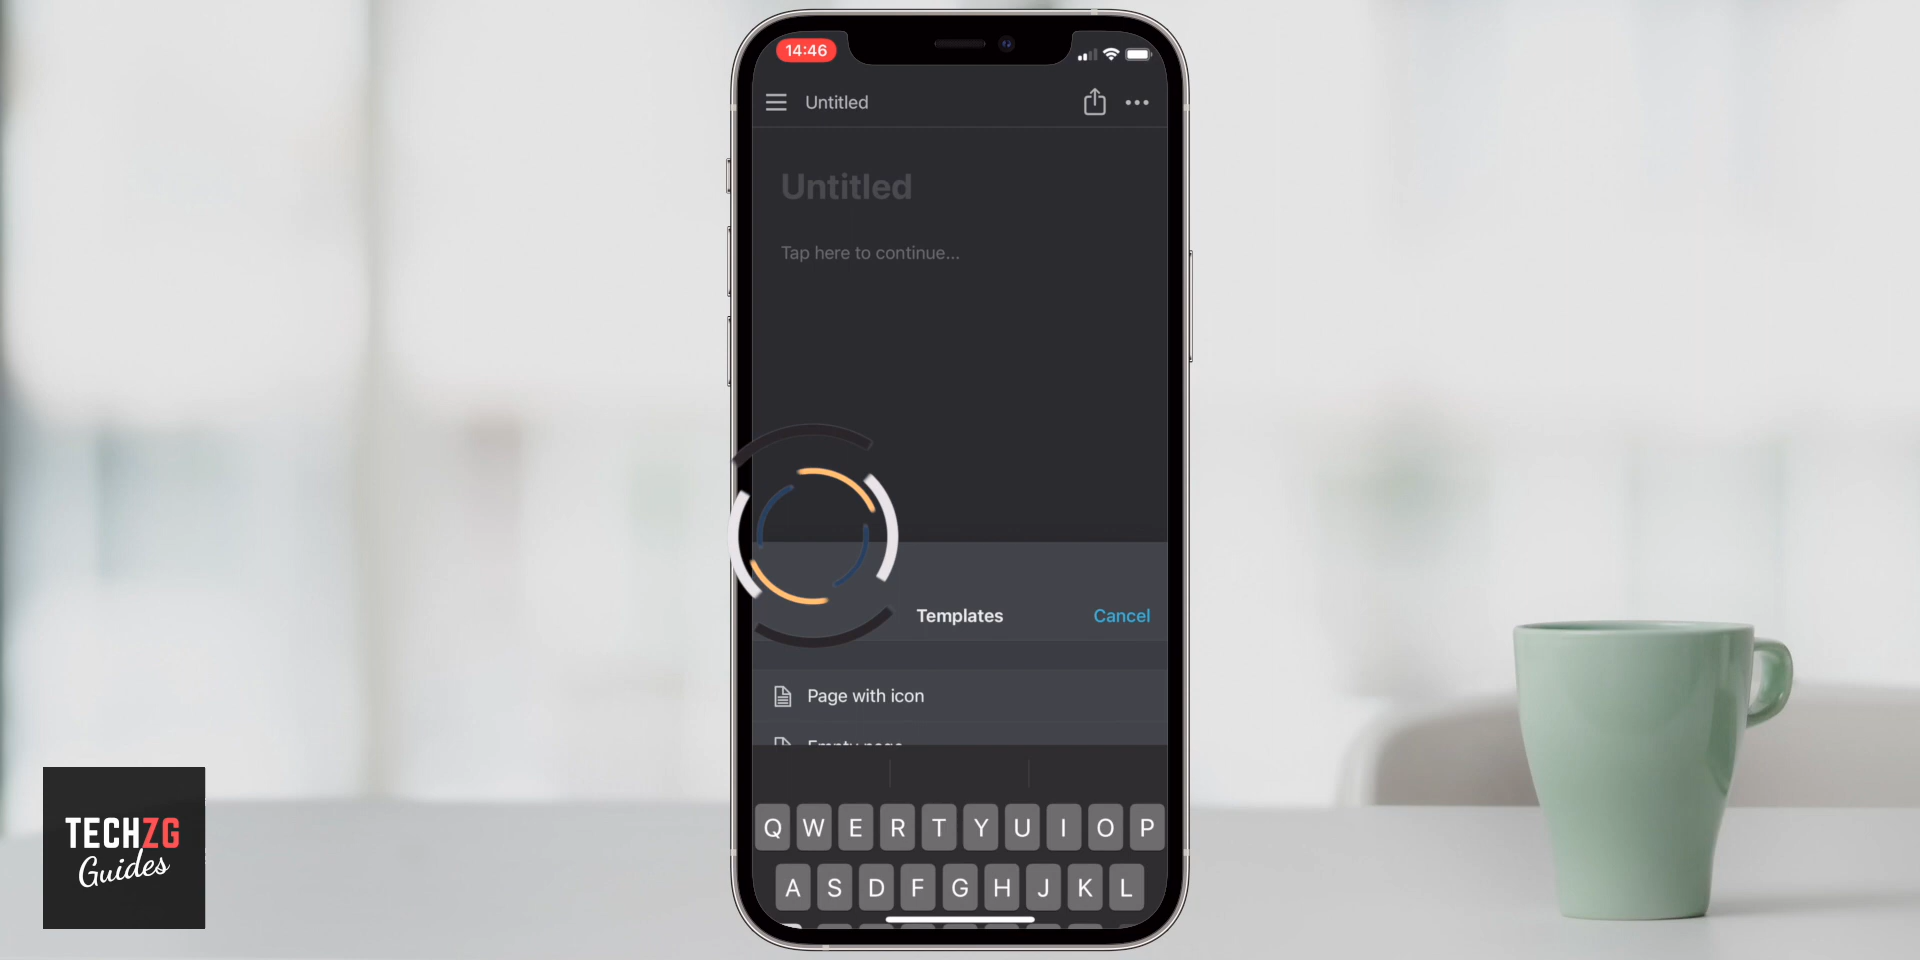 14:46
Untitled
Untitled
Tap here to continue...
Templates
Cancel
Page with icon
Empty page
Q W E R T Y U I O P
A S D F G H J K L
TECHZG
Guides